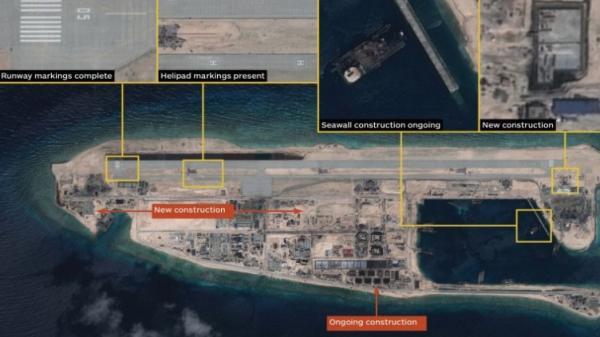 Runway markings complete
Helipad markings present
Seawall construction ongoing
New construction
New construction
Ongoing construction